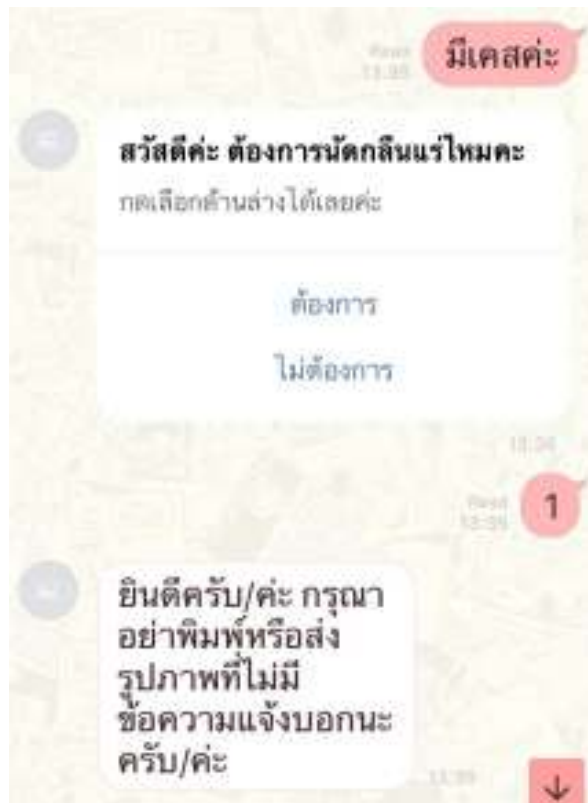 มีเคสค่ะ
สวัสดีค่ะ ต้องการนัดกลืนแร่ไหมคะ
กดเลือกด้านล่างได้เลยค่ะ
ต้องการ
ไม่ต้องการ
1
ยินดีครับ/ค่ะ กรุณา
อย่าพิมพ์หรือส่ง
รูปภาพที่ไม่มี
ข้อความแจ้งบอกนะ
ครับ/ค่ะ